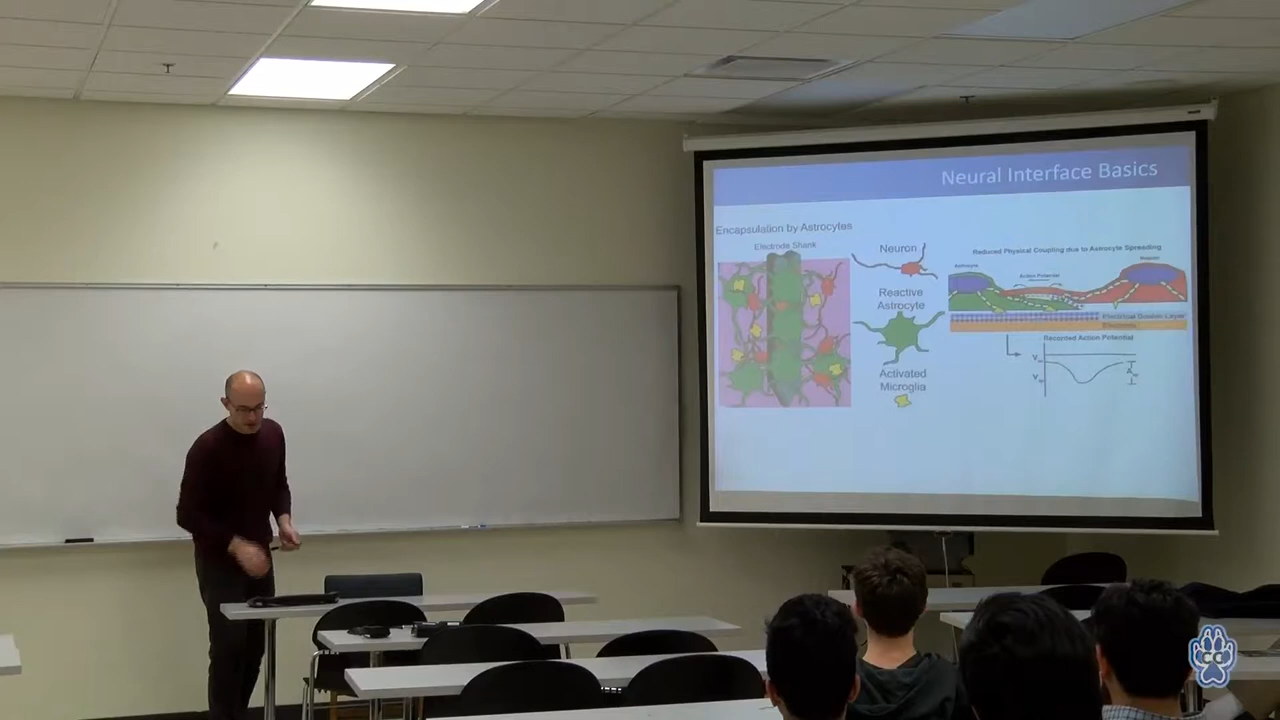 Neural Interface Basics
Encapsulation by Astrocytes
Electrode Shank
Neuron
Reactive
Astrocyte
Activated
Microglia
Reduced Physical Coupling due to Astrocyte Spreading
Astrocyte
Neuron
Action Potential
Electrical Double Layer
Electrode
Recorded Action Potential
CC